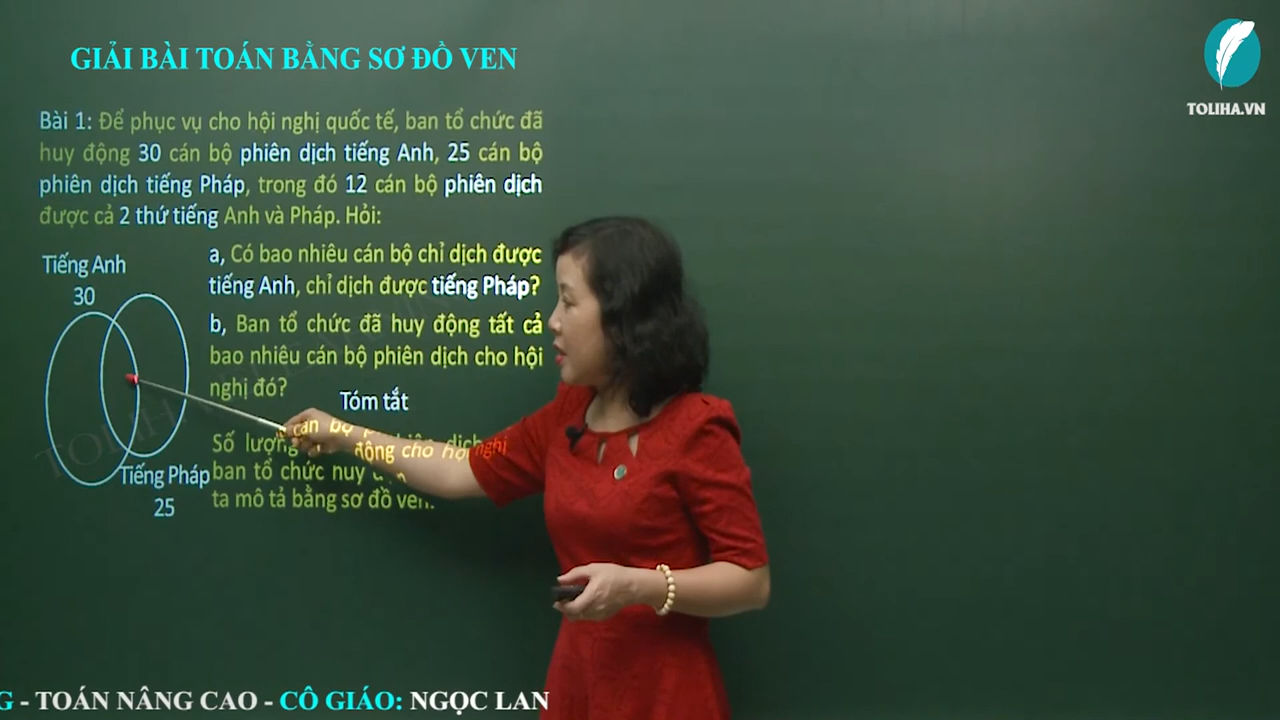 GIẢI BÀI TOÁN BẰNG SƠ ĐỒ VEN
TOLIHA.VN
Bài 1: Để phục vụ cho hội nghị quốc tế, ban tổ chức đã
huy động 30 cán bộ phiên dịch tiếng Anh, 25 cán bộ
phiên dịch tiếng Pháp, trong đó 12 cán bộ phiên dịch
được cả 2 thứ tiếng Anh và Pháp. Hỏi:
a, Có bao nhiêu cán bộ chỉ dịch được
tiếng Anh, chỉ dịch được tiếng Pháp?
b, Ban tổ chức đã huy động tất cả
bao nhiêu cán bộ phiên dịch cho hội
nghị đó?
Tiếng Anh
30
Tiếng Pháp
25
Tóm tắt
Số lượng cán bộ dịch
ban tổ chức động cho hội nghị
ta mô tả bằng sơ đồ ven.
G - TOÁN NÂNG CAO - CÔ GIÁO: NGỌC LAN